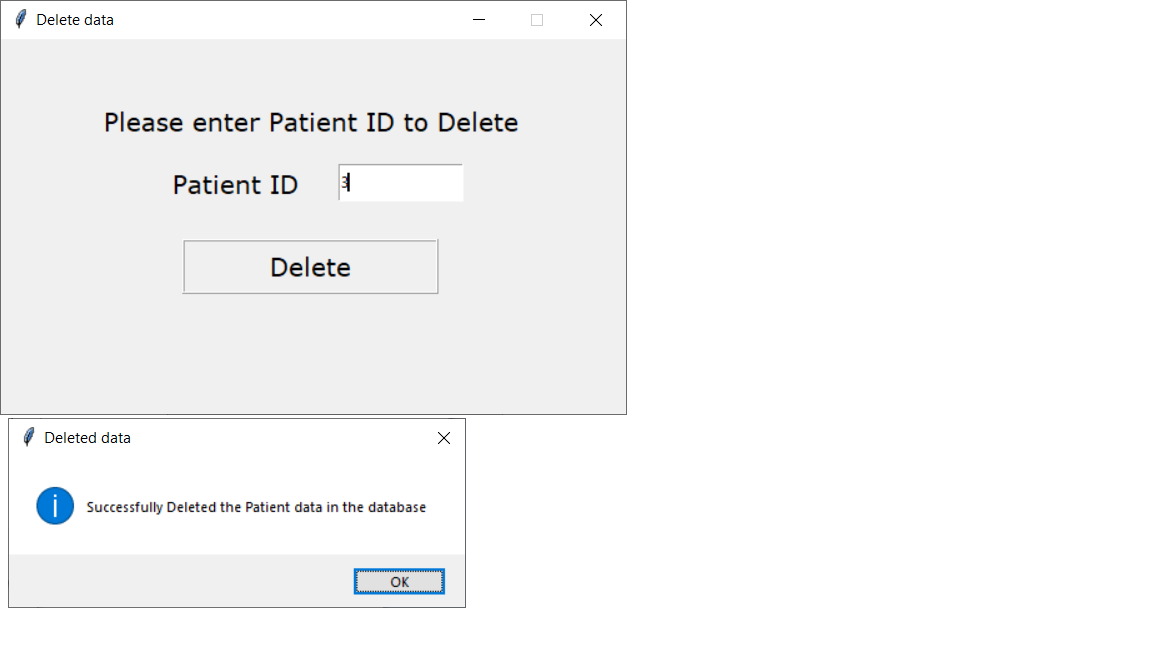 Delete data
Please enter Patient ID to Delete
Patient ID 3
Delete
Deleted data
Successfully Deleted the Patient data in the database
OK